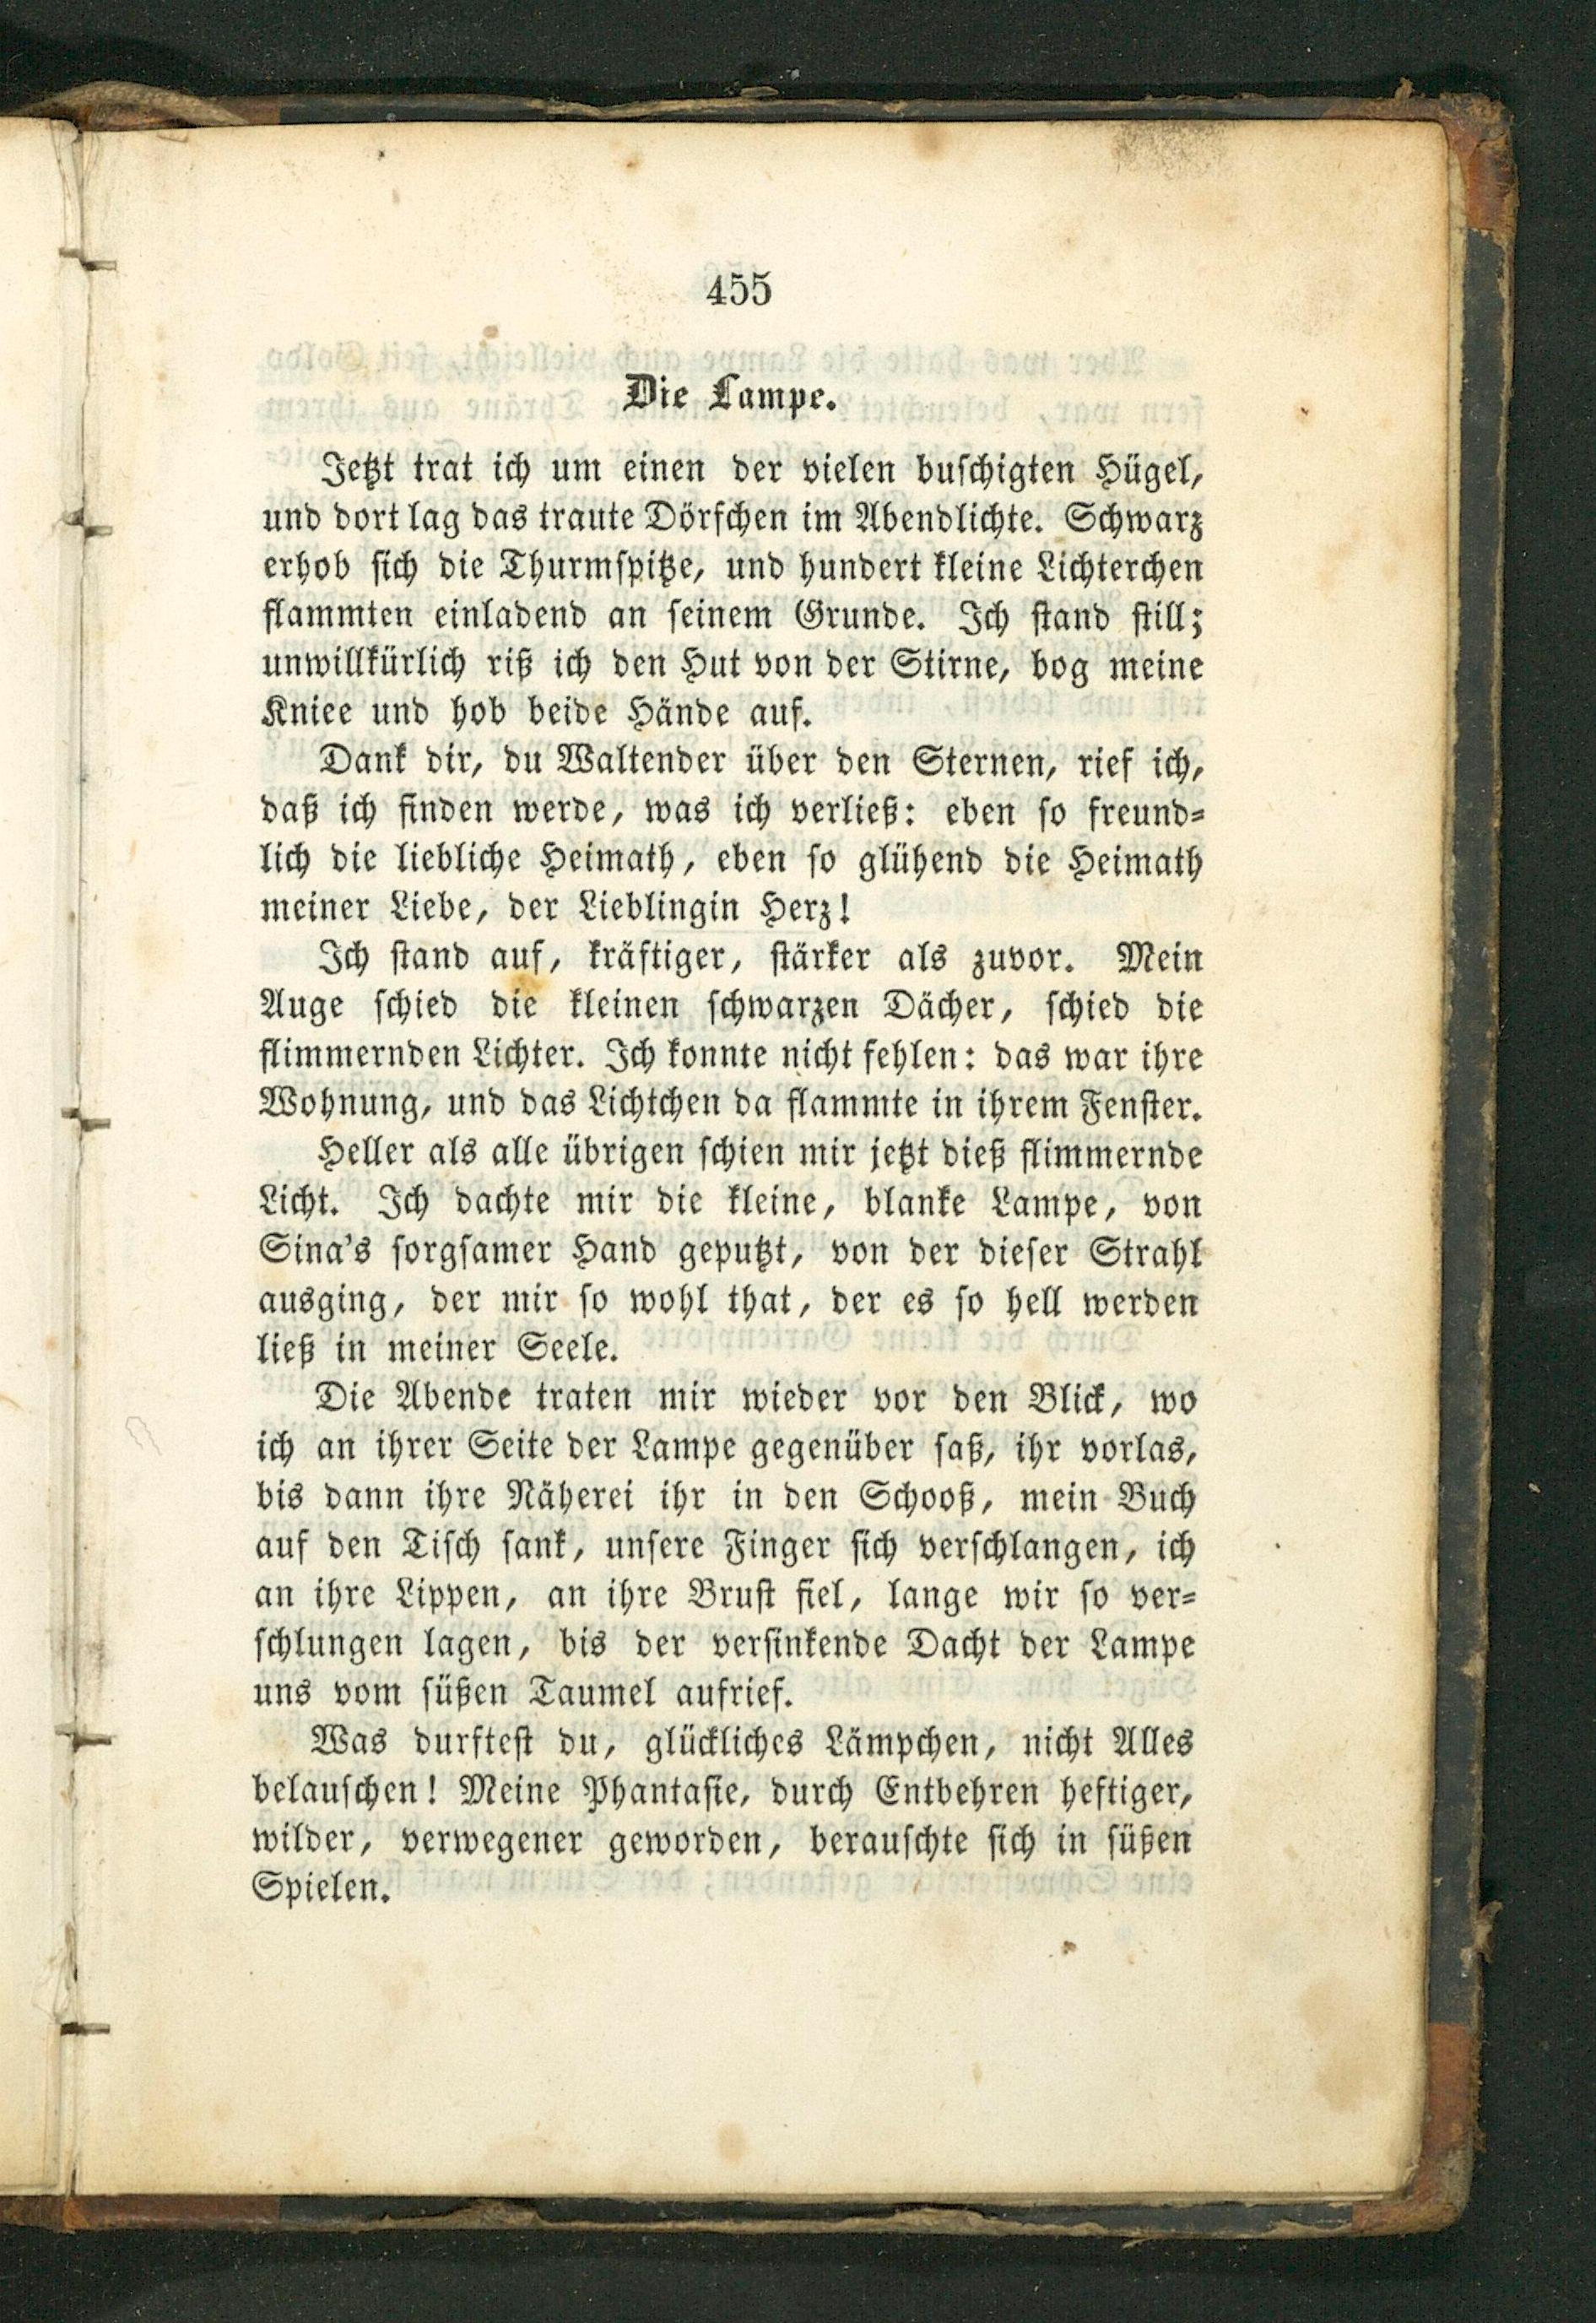 455
Die Lampe.
Jetzt trat ich um einen der vielen buschigten Hügel,
und dort lag das traute Dörfchen im Abendlichte. Schwarz
erhob sich die Thurmspitze, und hundert kleine Lichterchen
flammten einladend an seinem Grunde. Ich stand still;
unwillkürlich riß ich den Hut von der Stirne, bog meine
Kniee und hob beide Hände auf.
Dank dir, du Waltender über den Sternen, rief ich,
daß ich finden werde, was ich verließ: eben so freund-
lich die liebliche Heimath, eben so glühend die Heimath
meiner Liebe, der Lieblingin Herz!
Ich stand auf, kräftiger, stärker als zuvor. Mein
Auge schied die kleinen schwarzen Dächer, schied die
flimmernden Lichter. Ich konnte nicht fehlen: das war ihre
Wohnung, und das Lichtchen da flammte in ihrem Fenster.
Heller als alle übrigen schien mir jetzt dieß flimmernde
Licht. Ich dachte mir die kleine, blanke Lampe, von
Sina's sorgsamer Hand geputzt, von der dieser Strahl
ausging, der mir so wohl that, der es so hell werden
ließ in meiner Seele.
Die Abende traten mir wieder vor den Blick, wo
ich an ihrer Seite der Lampe gegenüber saß, ihr vorlas,
bis dann ihre Näherei ihr in den Schooß, mein Buch
auf den Tisch sank, unsere Finger sich verschlangen, ich
an ihre Lippen, an ihre Brust fiel, lange wir so ver-
schlungen lagen, bis der versinkende Dacht der Lampe
uns vom süßen Taumel aufrief.
Was durftest du, glückliches Lämpchen, nicht Alles
belauschen! Meine Phantasie, durch Entbehren heftiger,
wilder, verwegener geworden, berauschte sich in süßen
Spielen.